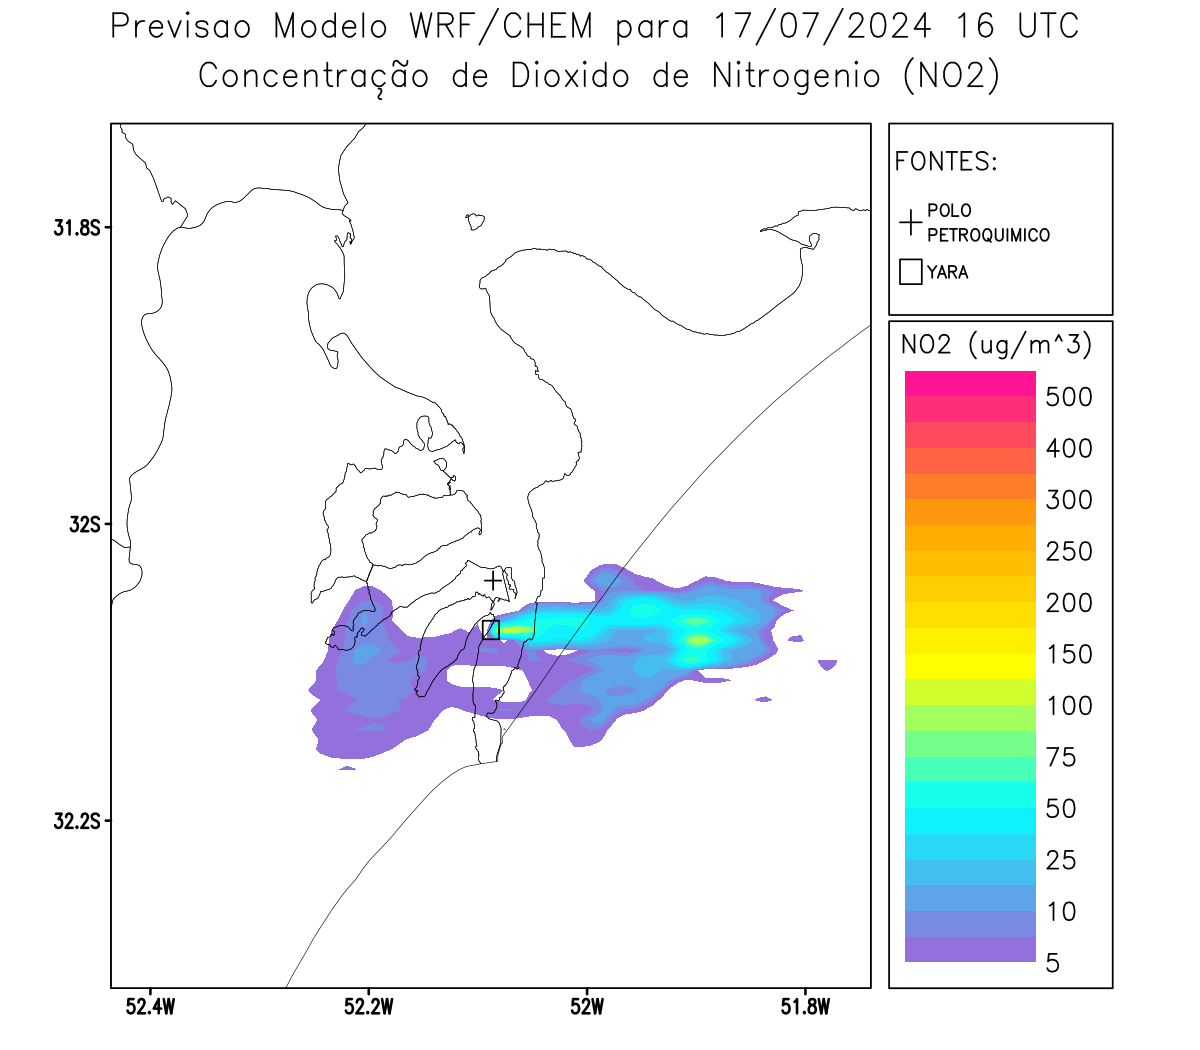 Previsao Modelo WRF/CHEM para 17/07/2024 16 UTC
Concentração de Dioxido de Nitrogenio (NO2)
FONTES:
POLO
PETROQUIMICO
YARA
NO2 (ug/m^3)
500
400
300
250
200
150
100
75
50
25
10
5
31.8S
32S
32.2S
52.4W
52.2W
52W
51.8W